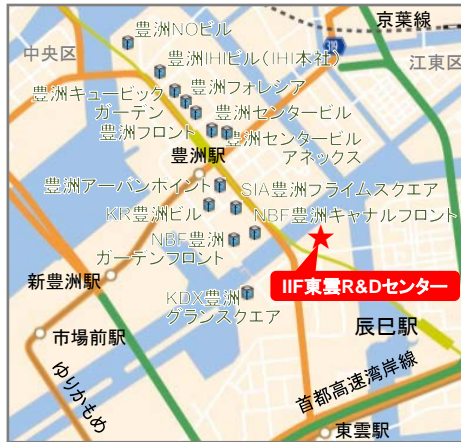 豊洲NOビル
京葉線
中央区
豊洲IHIビル(IHI本社)
江東区
豊洲キュービック
ガーデン
豊洲フォレシア
豊洲センタービル
豊洲フロント
豊洲センタービル
アネックス
豊洲駅
豊洲アーバンポイント
SIA豊洲プライムスクエア
KR豊洲ビル
NBF豊洲キャナルフロント
NBF豊洲
ガーデンフロント
新豊洲駅
IIF東雲R&Dセンター
KDX豊洲
グランスクエア
市場前駅
辰巳駅
ゆりかもめ
首都高速湾岸線
東雲駅